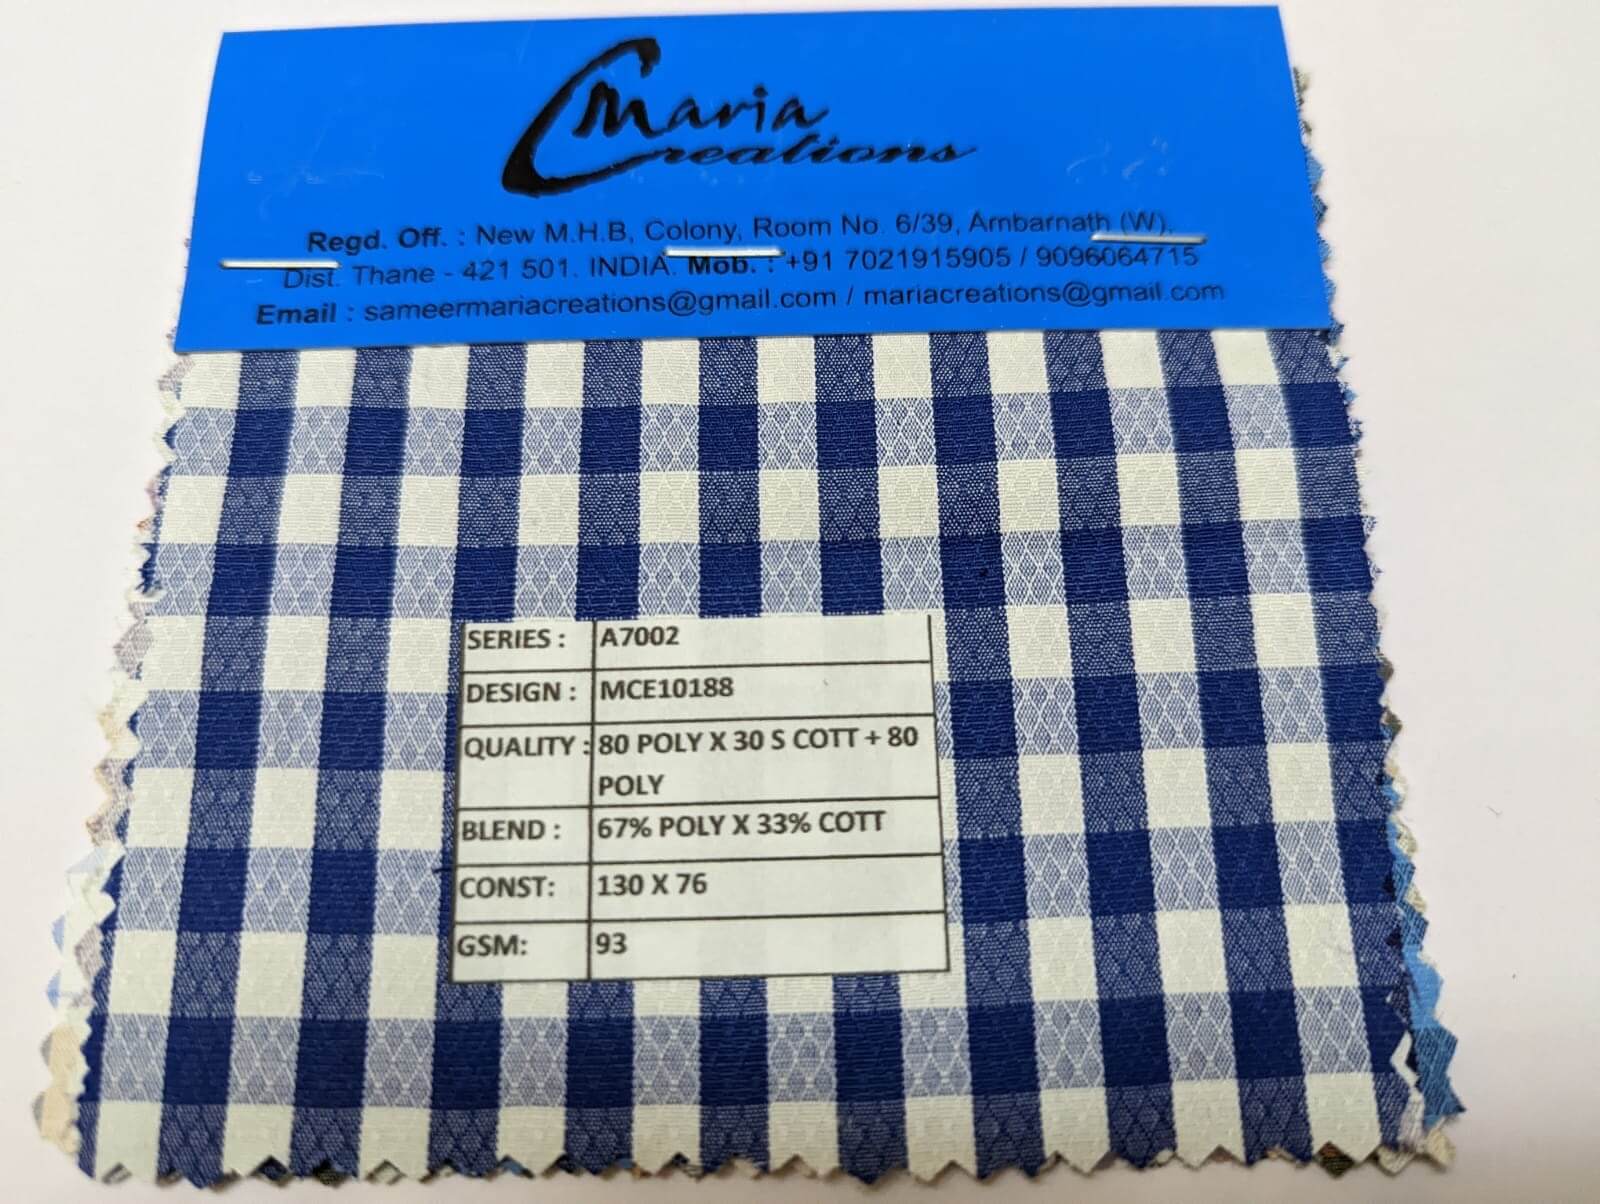 Maria
Creations
Regd. Off. : New M.H.B, Colony, Room No. 6/39, Ambarnath (W),
Dist. Thane - 421 501. INDIA. Mob. : +91 7021915905 / 9096064715
Email : sameermariacreations@gmail.com / mariacreations@gmail.com
SERIES : A7002
DESIGN : MCE10188
QUALITY : 80 POLY X 30 S COTT + 80
POLY
BLEND : 67% POLY X 33% COTT
CONST: 130 X 76
GSM: 93